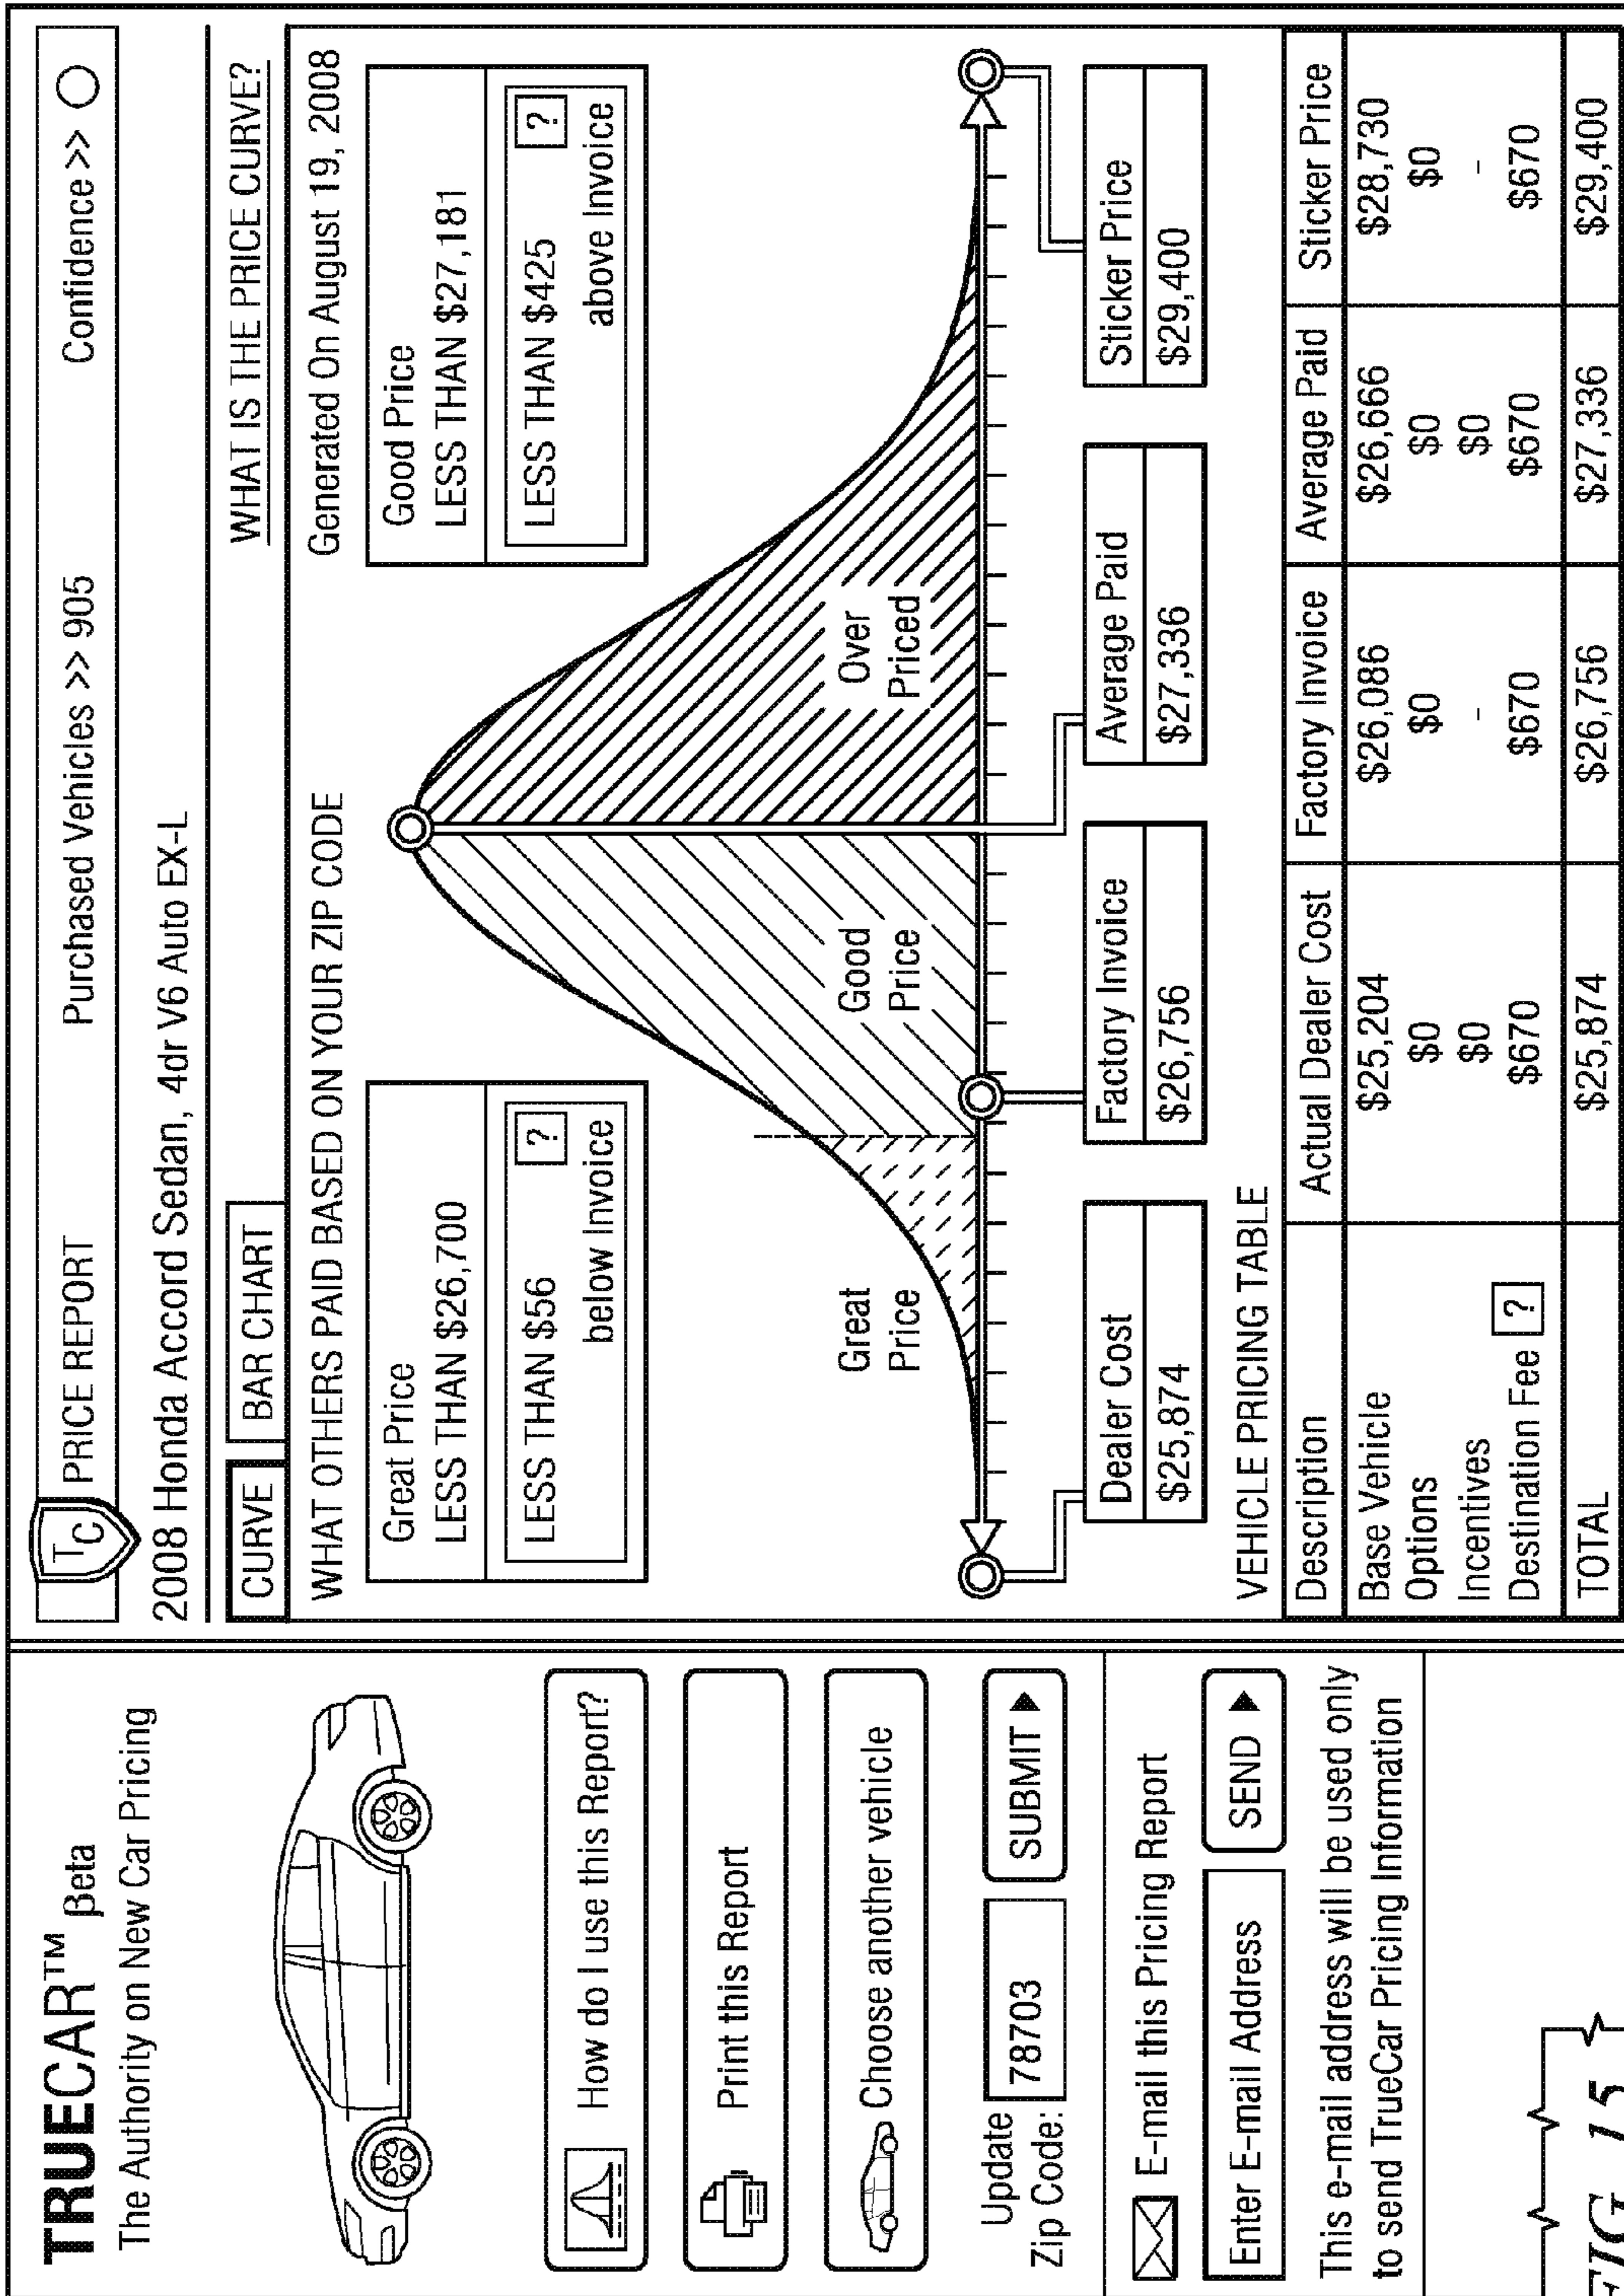 TRUECAR™ βeta
The Authority on New Car Pricing
How do I use this Report?
Print this Report
Choose another vehicle
Update
Zip Code:
78703
SUBMIT
E-mail this Pricing Report
Enter E-mail Address
SEND
This e-mail address will be used only
to send TrueCar Pricing Information
TC
PRICE REPORT Purchased Vehicles >> 905 Confidence >>
2008 Honda Accord Sedan, 4dr V6 Auto EX-L
CURVE BAR CHART WHAT IS THE PRICE CURVE?
WHAT OTHERS PAID BASED ON YOUR ZIP CODE Generated On August 19, 2008
Great Price
LESS THAN $26,700
LESS THAN $56 ?
below Invoice
Good Price
LESS THAN $27,181
LESS THAN $425 ?
above Invoice
Great
Price
Good
Price
Over
Priced
Dealer Cost
$25,874
Factory Invoice
$26,756
Average Paid
$27,336
Sticker Price
$29,400
VEHICLE PRICING TABLE
Description Actual Dealer Cost Factory Invoice Average Paid Sticker Price
Base Vehicle $25,204 $26,086 $26,666 $28,730
Options $0 $0 $0 $0
Incentives $0 - $0 -
Destination Fee ? $670 $670 $670 $670
TOTAL $25,874 $26,756 $27,336 $29,400
FIG. 15